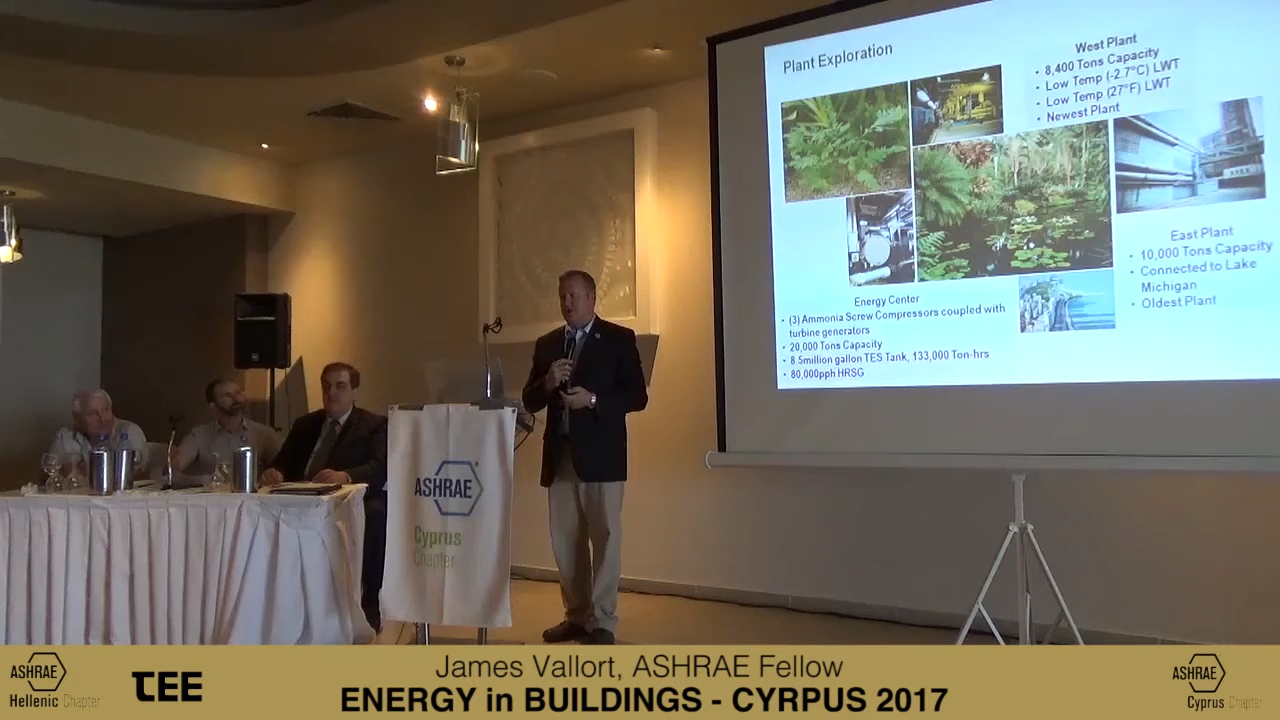 Plant Exploration
West Plant
• 8,400 Tons Capacity
• Low Temp (-2.7°C) LWT
• Low Temp (27°F) LWT
• Newest Plant
East Plant
• 10,000 Tons Capacity
• Connected to Lake
Michigan
• Oldest Plant
Energy Center
• (3) Ammonia Screw Compressors coupled with
turbine generators
• 20,000 Tons Capacity
• 8.5million gallon TES Tank, 133,000 Ton-hrs
• 80,000pph HRSG
ASHRAE
Cyprus
Chapter
ASHRAE
Hellenic Chapter
TEE
James Vallort, ASHRAE Fellow
ENERGY in BUILDINGS - CYRPUS 2017
ASHRAE
Cyprus Chapter